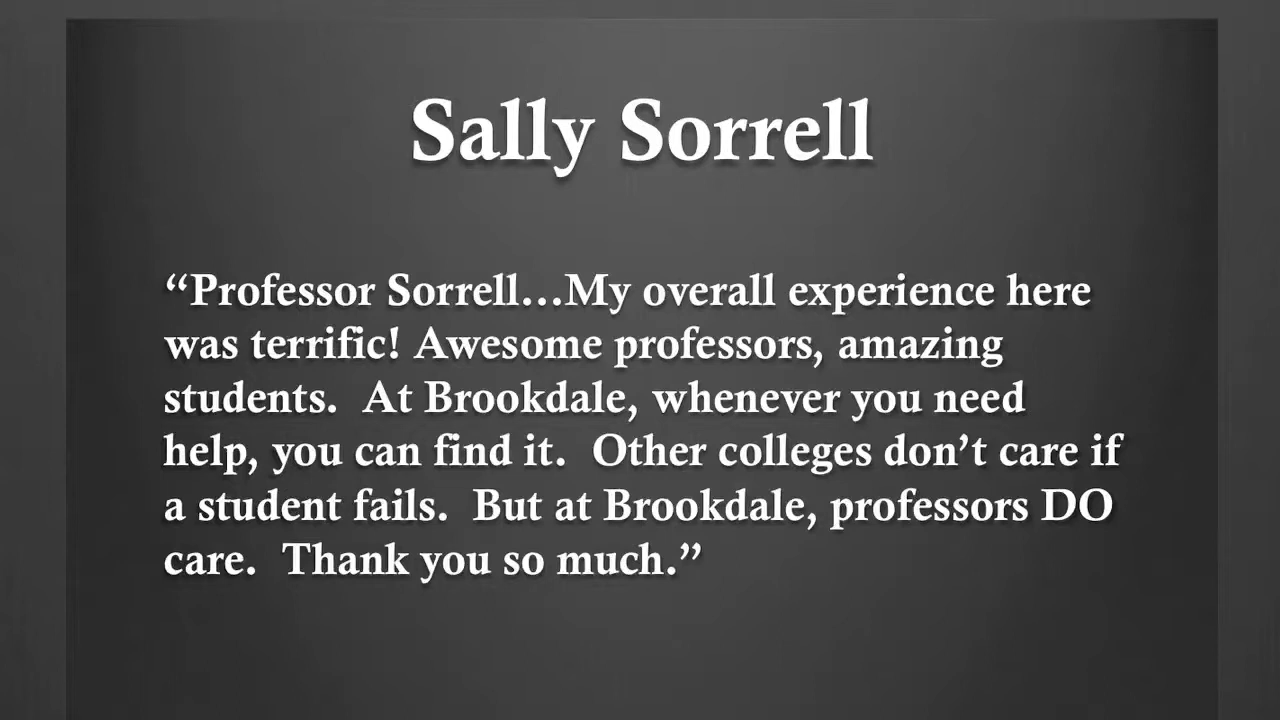 Sally Sorrell
“Professor Sorrell…My overall experience here
was terrific! Awesome professors, amazing
students.  At Brookdale, whenever you need
help, you can find it.  Other colleges don’t care if
a student fails.  But at Brookdale, professors DO
care.  Thank you so much.”